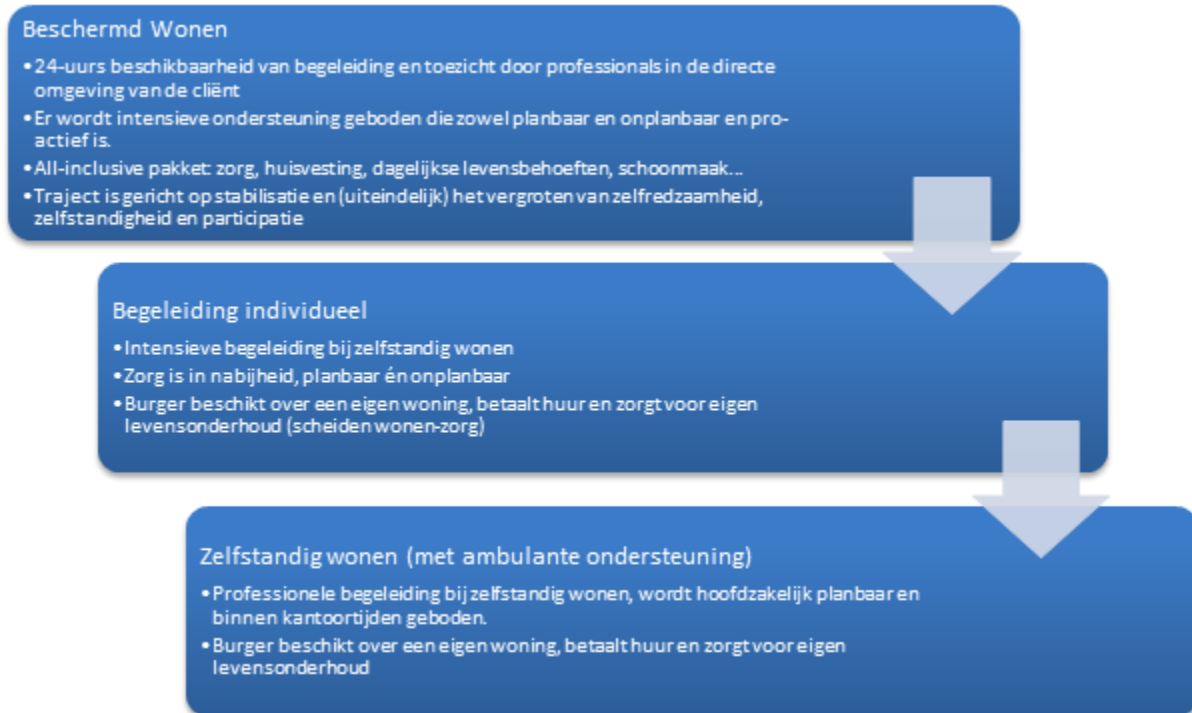 Beschermd Wonen
•24-uurs beschikbaarheid van begeleiding en toezicht door professionals in de directe
omgeving van de cliënt
•Er wordt intensieve ondersteuning geboden die zowel planbaar en onplanbaar en pro-
actief is.
•All-inclusive pakket: zorg, huisvesting, dagelijkse levensbehoeften, schoonmaak...
•Traject is gericht op stabilisatie en (uiteindelijk) het vergroten van zelfredzaamheid,
zelfstandigheid en participatie
Begeleiding individueel
•Intensieve begeleiding bij zelfstandig wonen
•Zorg is in nabijheid, planbaar én onplanbaar
•Burger beschikt over een eigen woning, betaalt huur en zorgt voor eigen
levensonderhoud (scheiden wonen-zorg)
Zelfstandig wonen (met ambulante ondersteuning)
•Professionele begeleiding bij zelfstandig wonen, wordt hoofdzakelijk planbaar en
binnen kantoortijden geboden.
•Burger beschikt over een eigen woning, betaalt huur en zorgt voor eigen
levensonderhoud